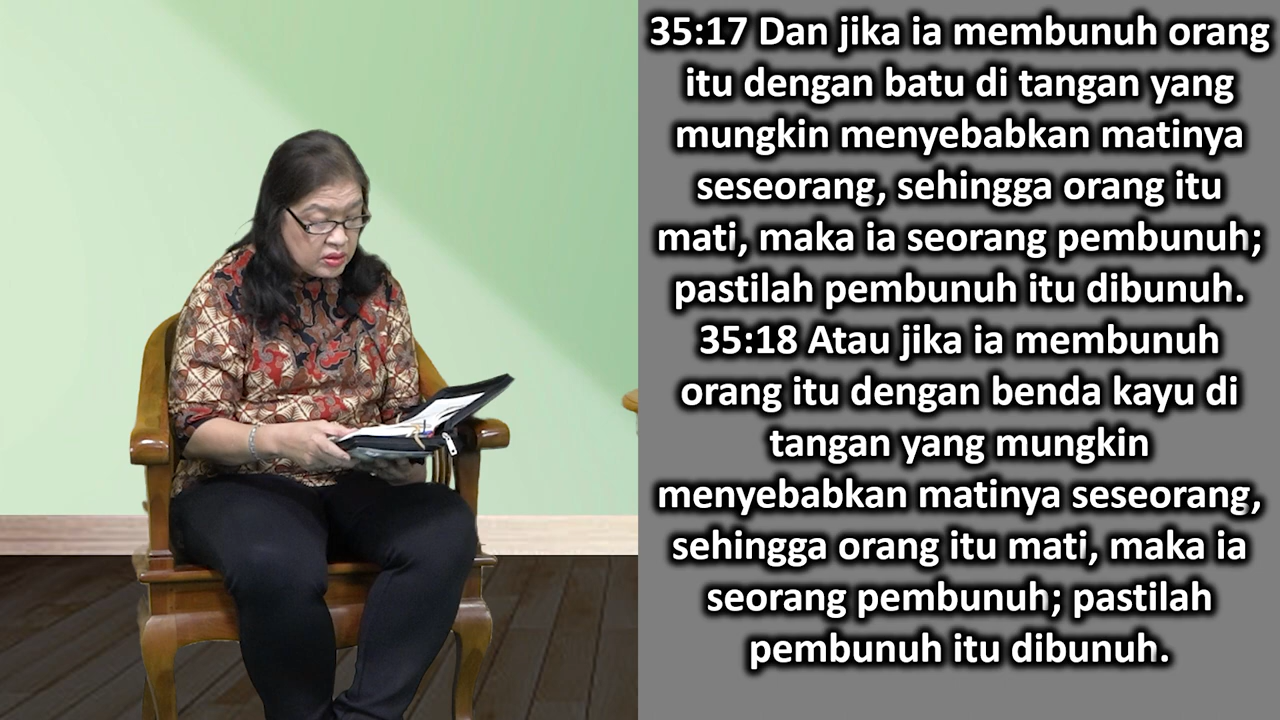 35:17 Dan jika ia membunuh orang
itu dengan batu di tangan yang
mungkin menyebabkan matinya
seseorang, sehingga orang itu
mati, maka ia seorang pembunuh;
pastilah pembunuh itu dibunuh.
35:18 Atau jika ia membunuh
orang itu dengan benda kayu di
tangan yang mungkin
menyebabkan matinya seseorang,
sehingga orang itu mati, maka ia
seorang pembunuh; pastilah
pembunuh itu dibunuh.